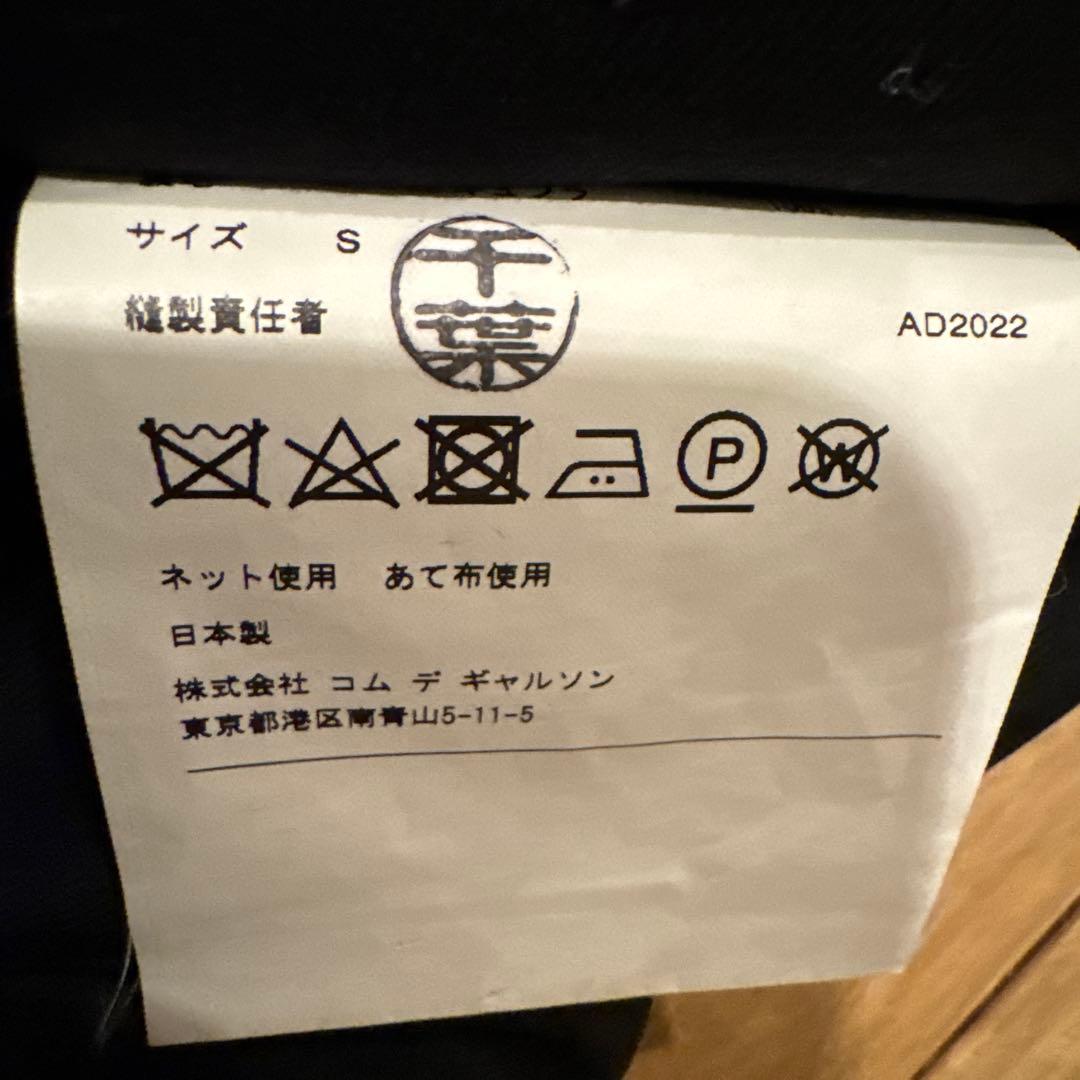 サイズ S
千葉
縫製責任者
AD2022
P
W
ネット使用 あて布使用
日本製
株式会社 コム デ ギャルソン
東京都港区南青山5-11-5